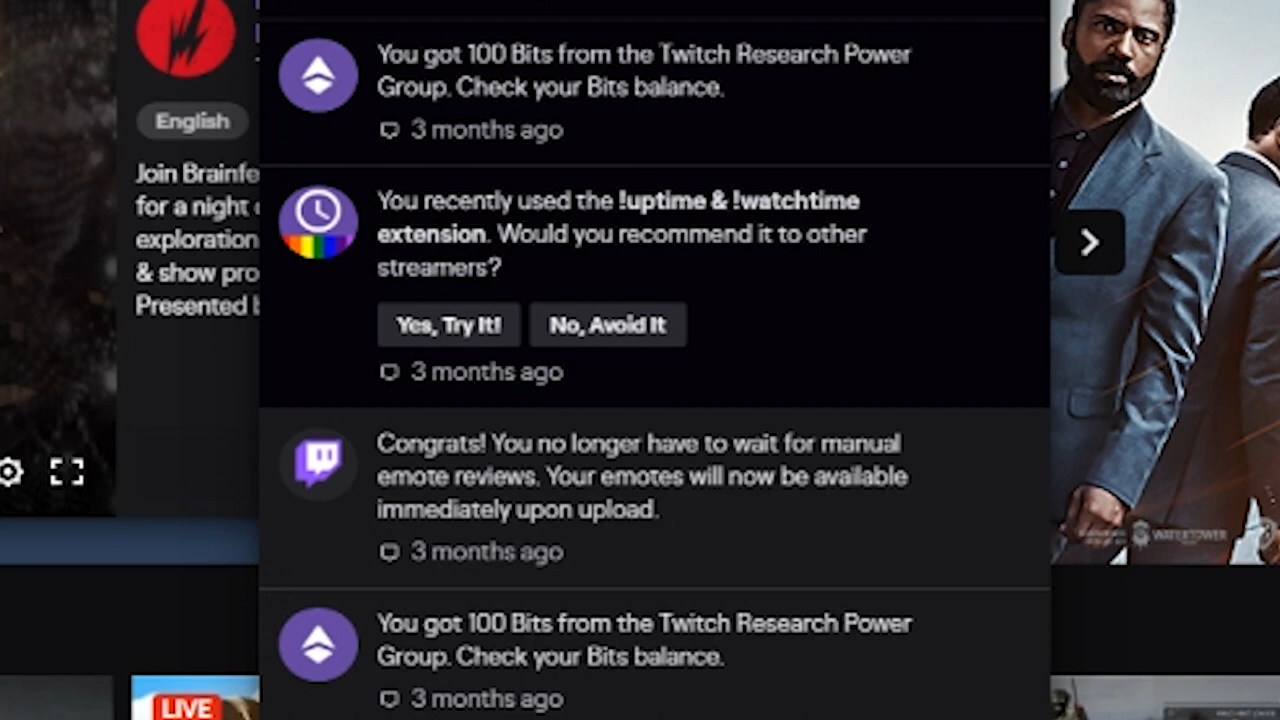 You got 100 Bits from the Twitch Research Power
Group. Check your Bits balance.
3 months ago
English
Join Brainfe
for a night
exploration
& show pro
Presented b
You recently used the !uptime & !watchtime
extension. Would you recommend it to other
streamers?
Yes, Try It!
No, Avoid It
3 months ago
Congrats! You no longer have to wait for manual
emote reviews. Your emotes will now be available
immediately upon upload.
3 months ago
WATERTOWER
You got 100 Bits from the Twitch Research Power
Group. Check your Bits balance.
3 months ago
LIVE